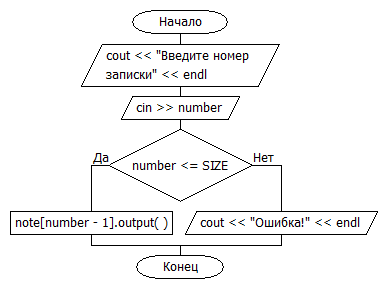 Начало
cout << "Введите номер
записки" << endl
cin >> number
number <= SIZE
Да
Нет
note[number - 1].output( )
cout << "Ошибка!" << endl
Конец